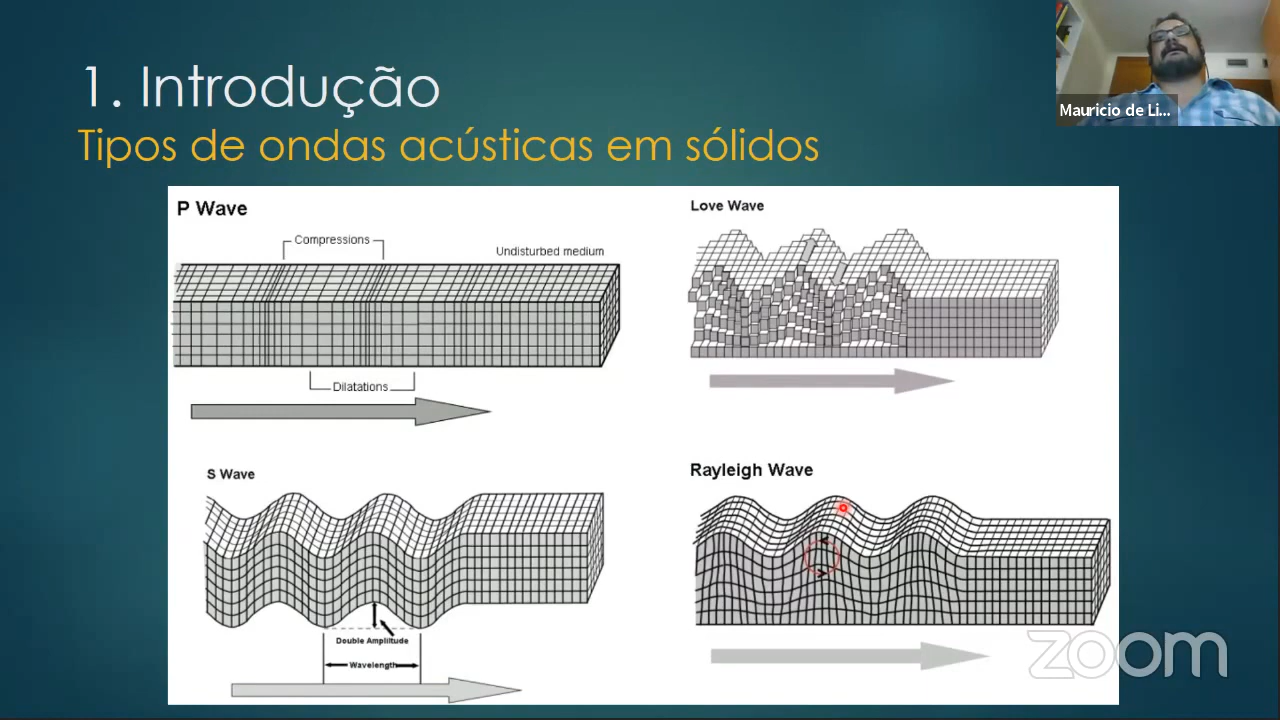 1. Introdução
Tipos de ondas acústicas em sólidos
Mauricio de Li...
P Wave
Compressions
Undisturbed medium
Dilatations
Love Wave
S Wave
Double Amplitude
Wavelength
Rayleigh Wave
zoom